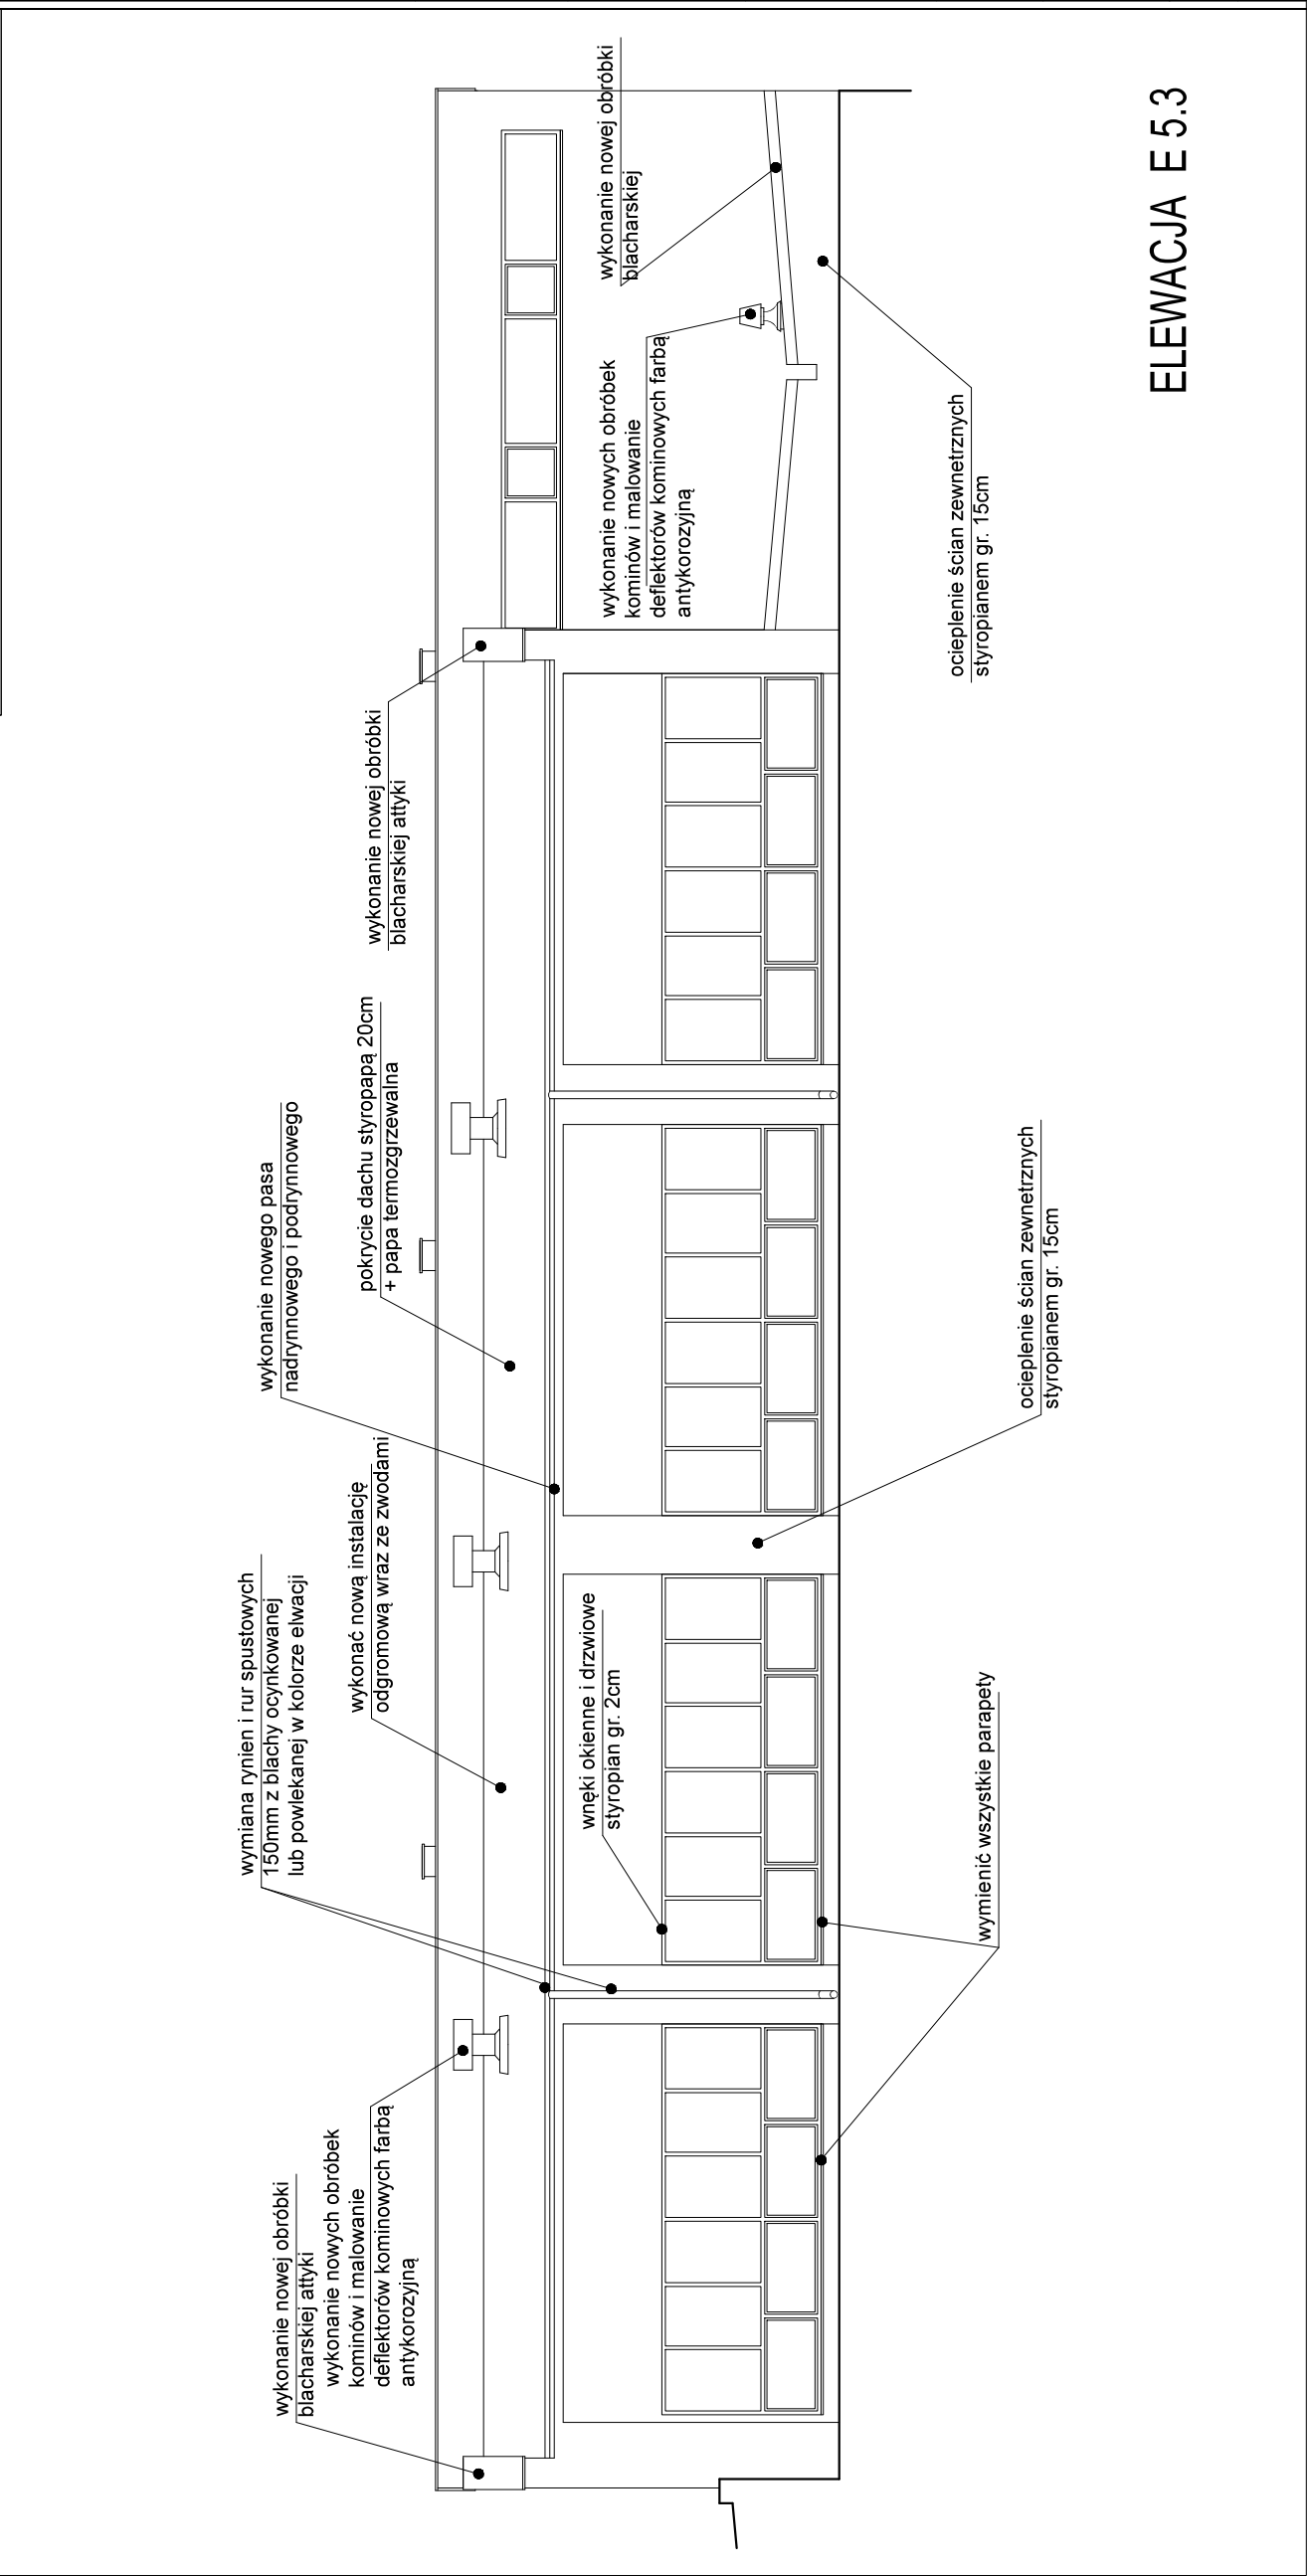 wykonanie nowej obróbki
blacharskiej attyki
wykonanie nowych obróbek
kominów i malowanie
deflektorów kominowych farbą
antykorozyjną
wymiana rynien i rur spustowych
150mm z blachy ocynkowanej
lub powlekanej w kolorze elwacji
wykonać nową instalację
odgromową wraz ze zwodami
wykonanie nowego pasa
nadrynnowego i podrynnowego
pokrycie dachu styropapą 20cm
+ papa termozgrzewalna
wykonanie nowej obróbki
blacharskiej attyki
wykonanie nowych obróbek
kominów i malowanie
deflektorów kominowych farbą
antykorozyjną
wykonanie nowej obróbki
blacharskiej
wnęki okienne i drzwiowe
styropian gr. 2cm
wymienić wszystkie parapety
ocieplenie ścian zewnetrznych
styropianem gr. 15cm
ocieplenie ścian zewnetrznych
styropianem gr. 15cm
ELEWACJA E 5.3